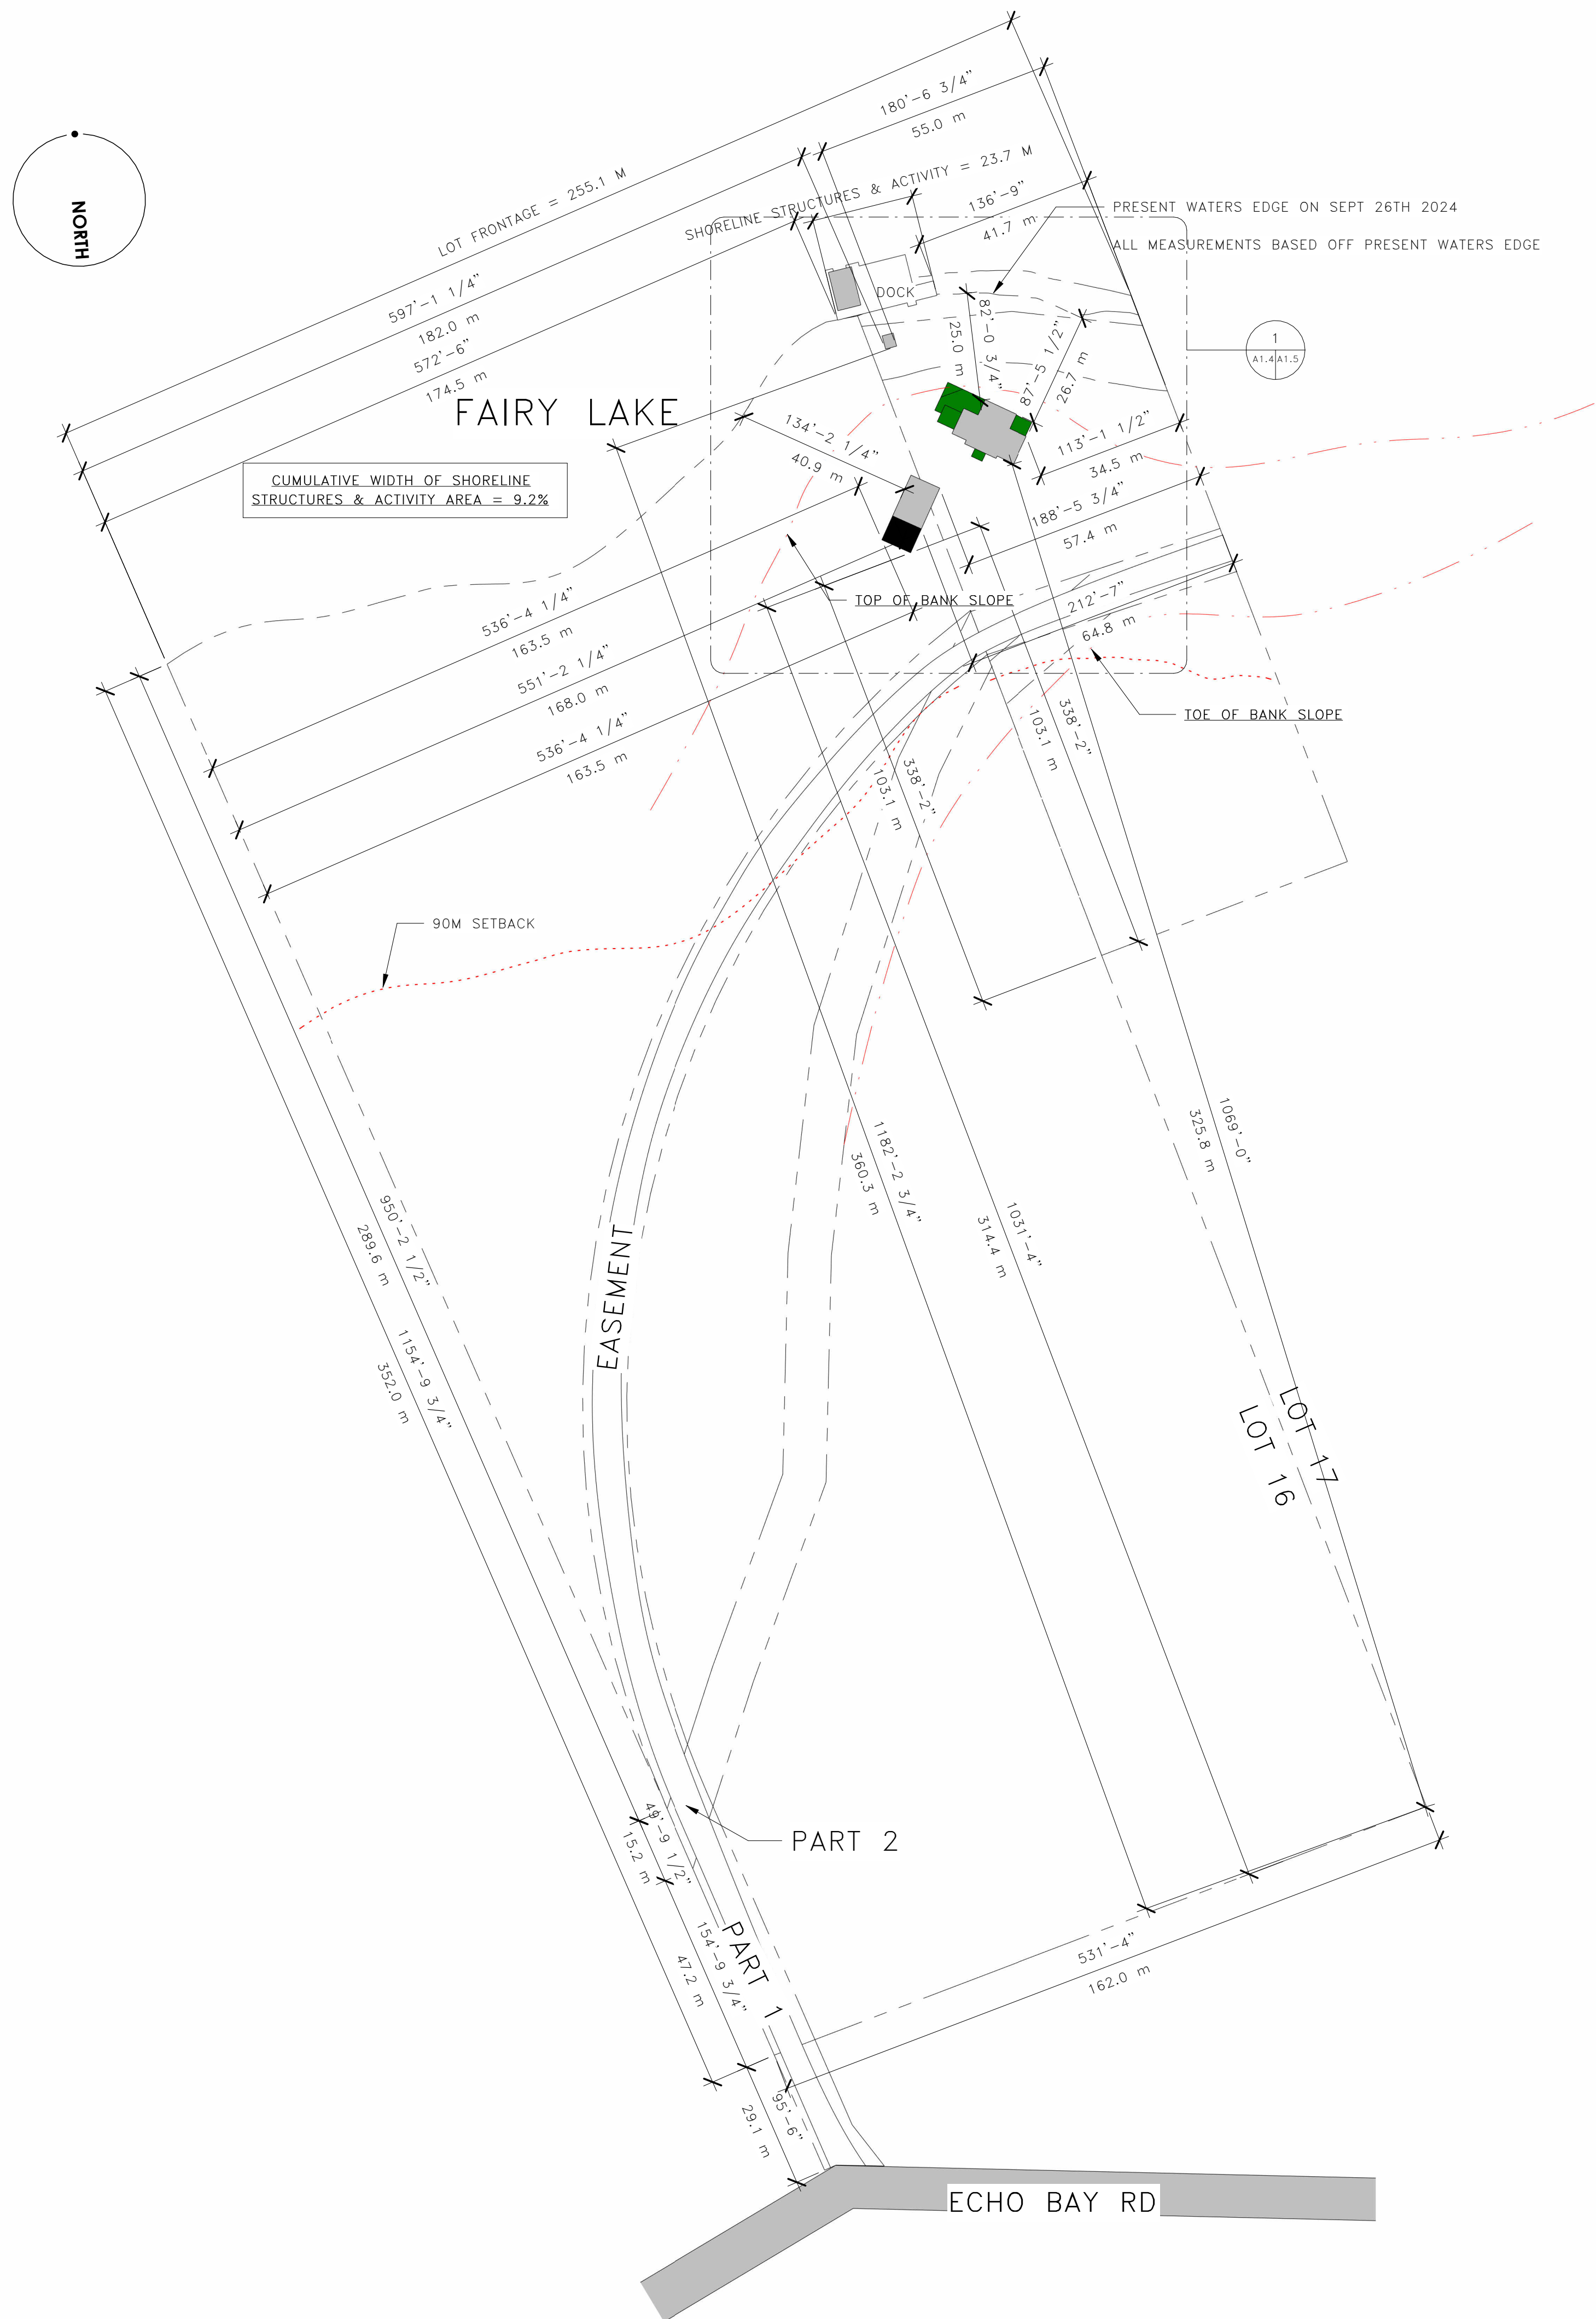 180'-6 3/4"
55.0 m
LOT FRONTAGE = 255.1 M
SHORELINE STRUCTURES & ACTIVITY = 23.7 M
136'-9"
41.7 m
PRESENT WATERS EDGE ON SEPT 26TH 2024
ALL MEASUREMENTS BASED OFF PRESENT WATERS EDGE
NORTH
597'-1 1/4"
182.0 m
572'-6"
174.5 m
DOCK
82'-0 3/4"
25.0 m
87'-5 1/2"
26.7 m
1
A1.4 A1.5
FAIRY LAKE
134'-2 1/4"
40.9 m
113'-1 1/2"
34.5 m
CUMULATIVE WIDTH OF SHORELINE
STRUCTURES & ACTIVITY AREA = 9.2%
188'-5 3/4"
57.4 m
536'-4 1/4"
163.5 m
TOP OF BANK SLOPE
212'-7"
64.8 m
551'-2 1/4"
168.0 m
TOE OF BANK SLOPE
536'-4 1/4"
163.5 m
338'-2"
103.1 m
338'-2"
103.1 m
90M SETBACK
1069'-0"
325.8 m
1182'-2 3/4"
360.3 m
1031'-4"
314.4 m
950'-2 1/2"
289.6 m
EASEMENT
1154'-9 3/4"
352.0 m
LOT 17
LOT 16
49'-9 1/2"
15.2 m
PART 2
PART 1
154'-9 3/4"
47.2 m
531'-4"
162.0 m
95'-6"
29.1 m
ECHO BAY RD